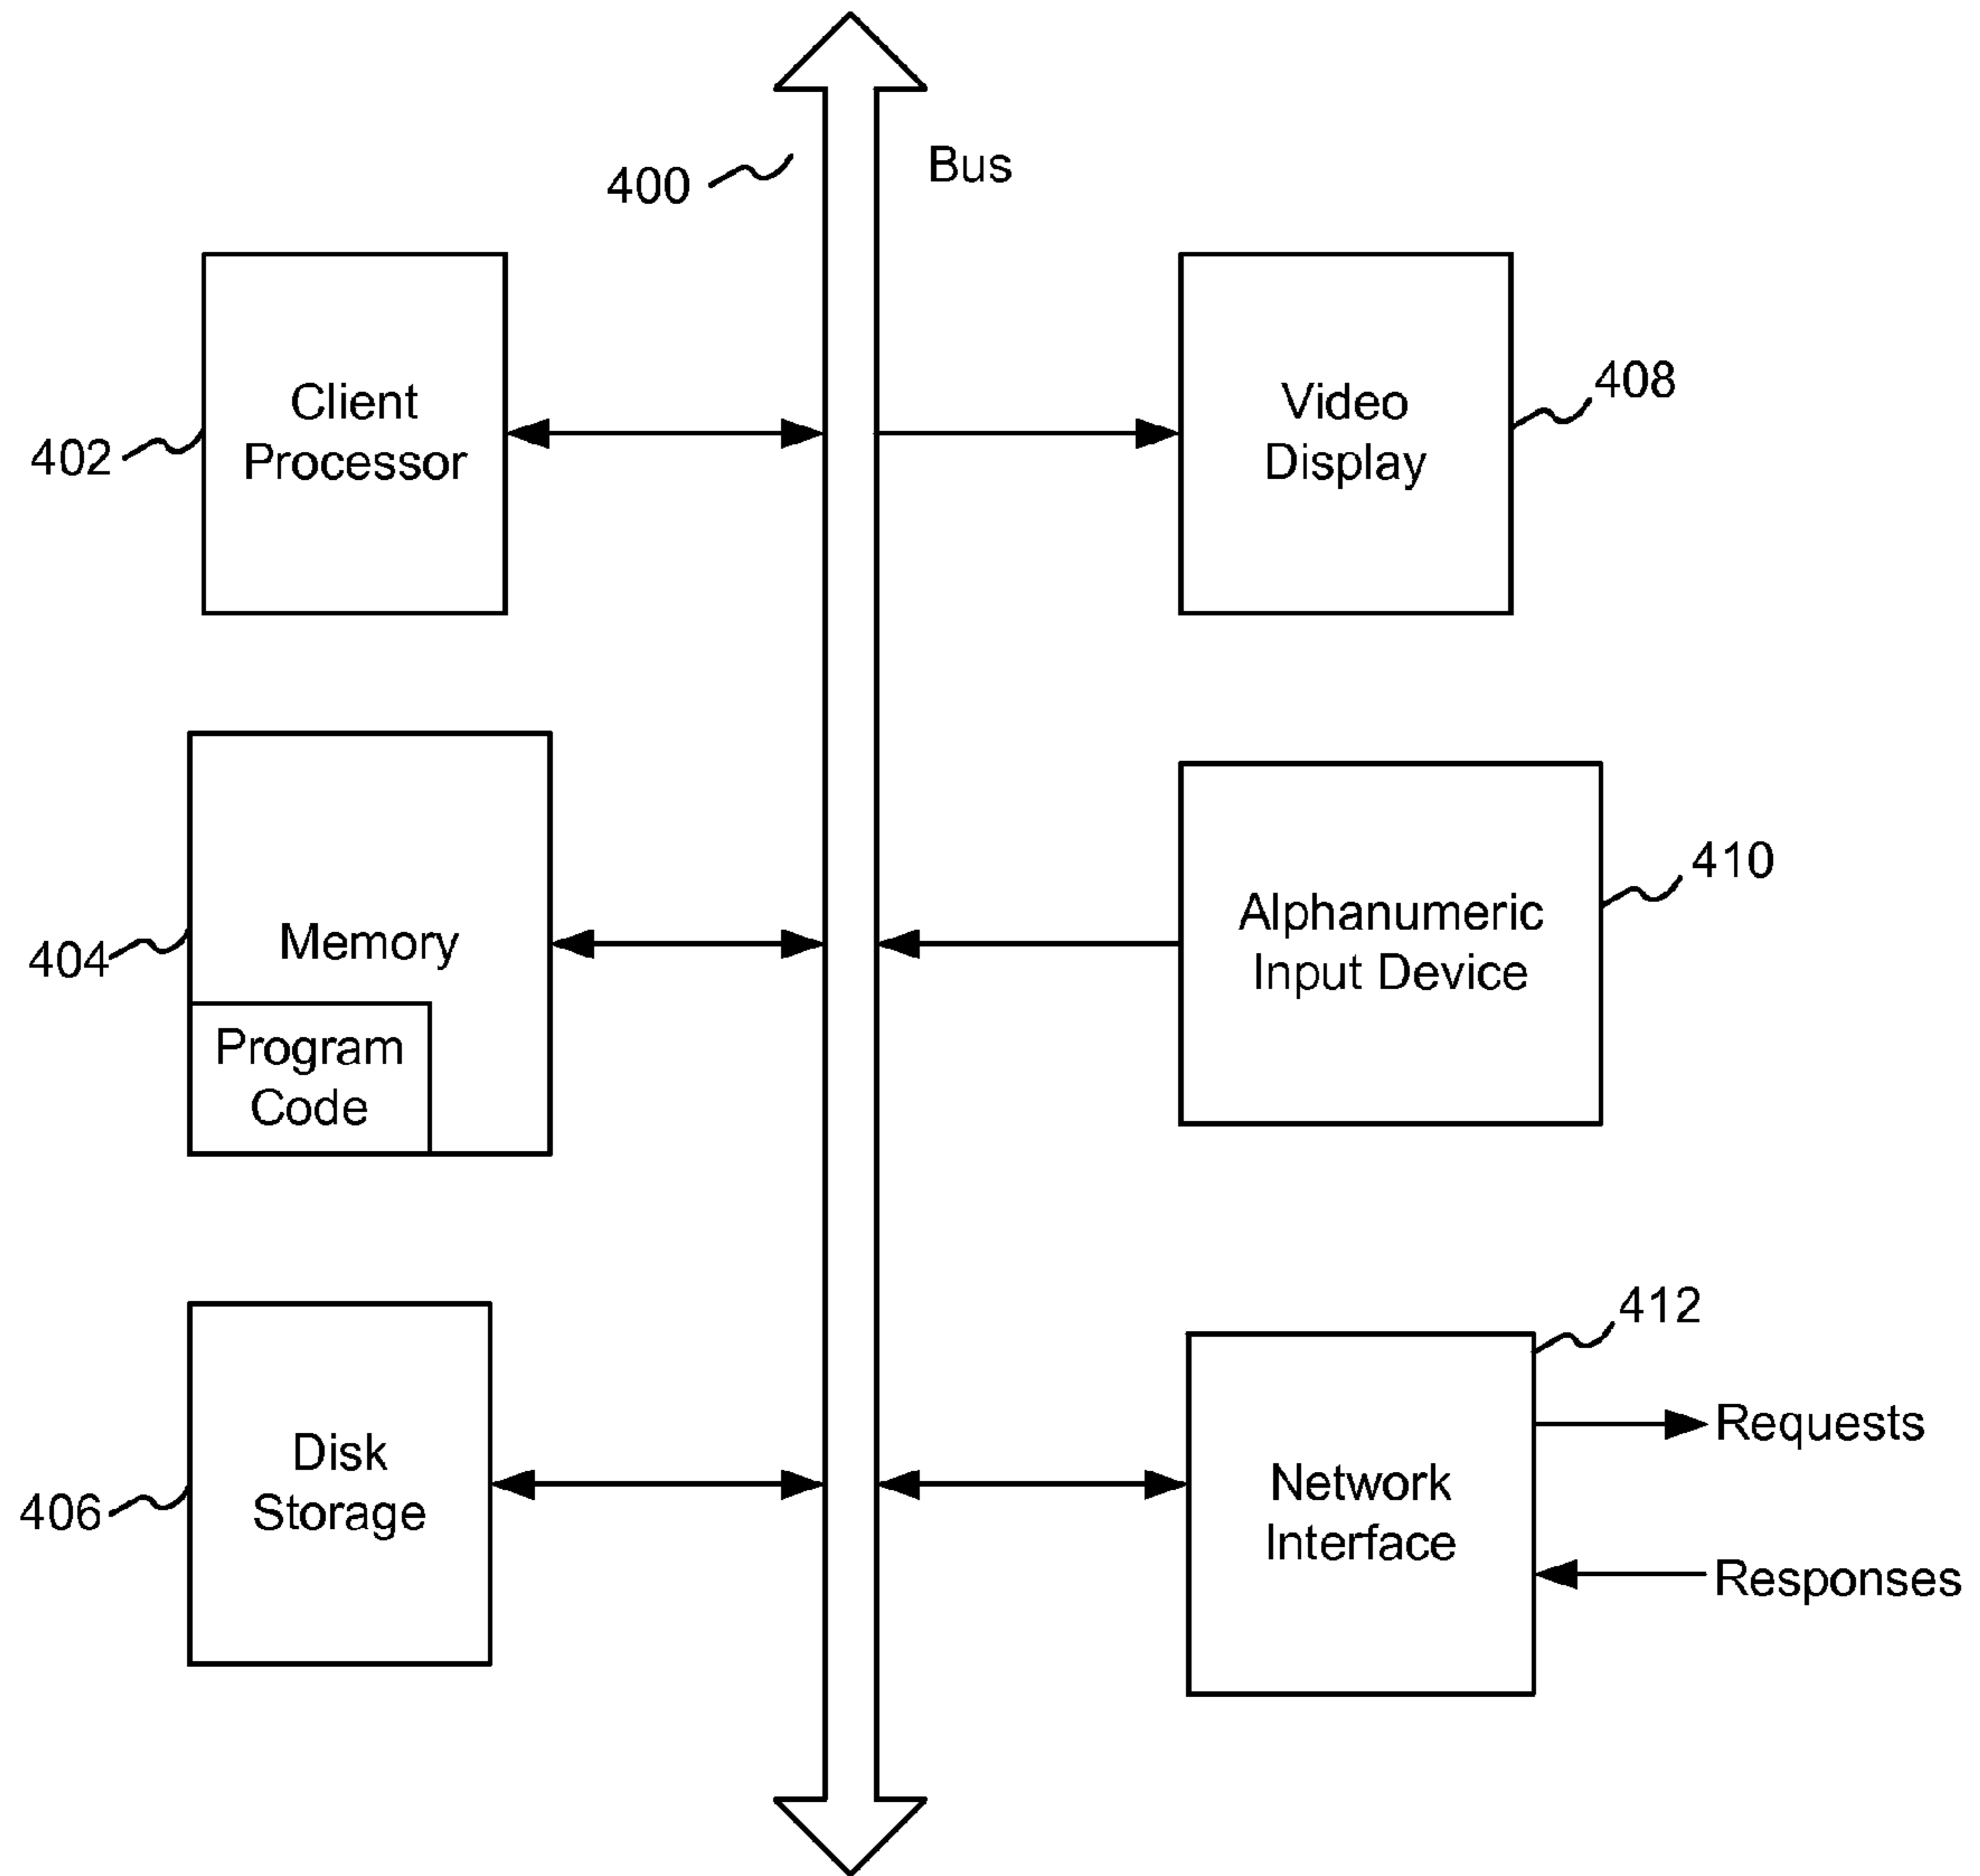 400
Bus
Client
Processor
402
Video
Display
408
Memory
404
Program
Code
Alphanumeric
Input Device
410
Disk
Storage
406
Network
Interface
412
Requests
Responses